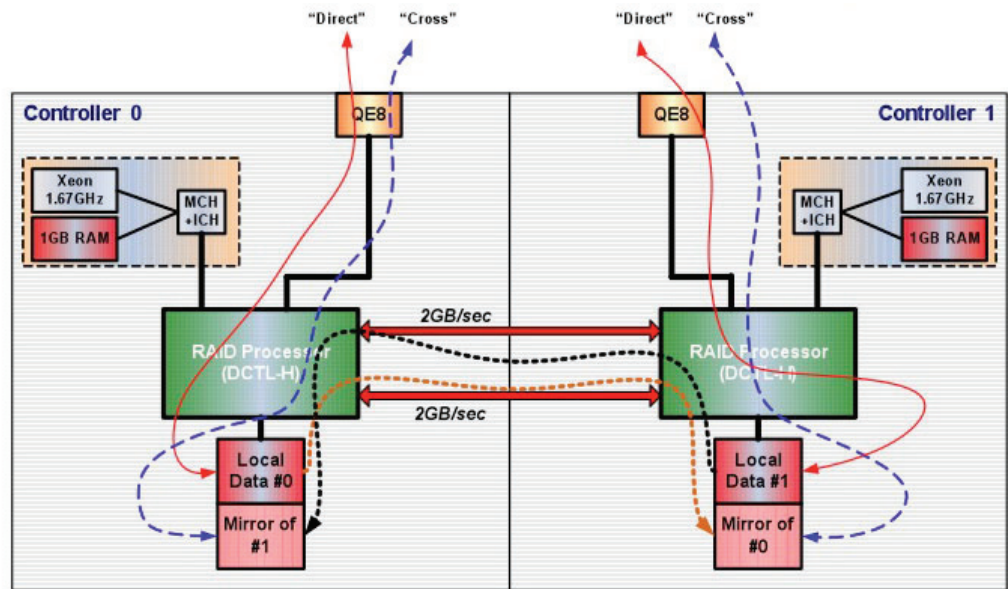 “Direct”
“Cross”
“Direct”
“Cross”
Controller 0
QE8
QE8
Controller 1
Xeon
1.67GHz
1GB RAM
MCH
+ICH
MCH
+ICH
Xeon
1.67GHz
1GB RAM
2GB/sec
RAID Processor
(DCTL-H)
RAID Processor
(DCTL-H)
2GB/sec
Local
Data #0
Mirror of
#1
Local
Data #1
Mirror of
#0